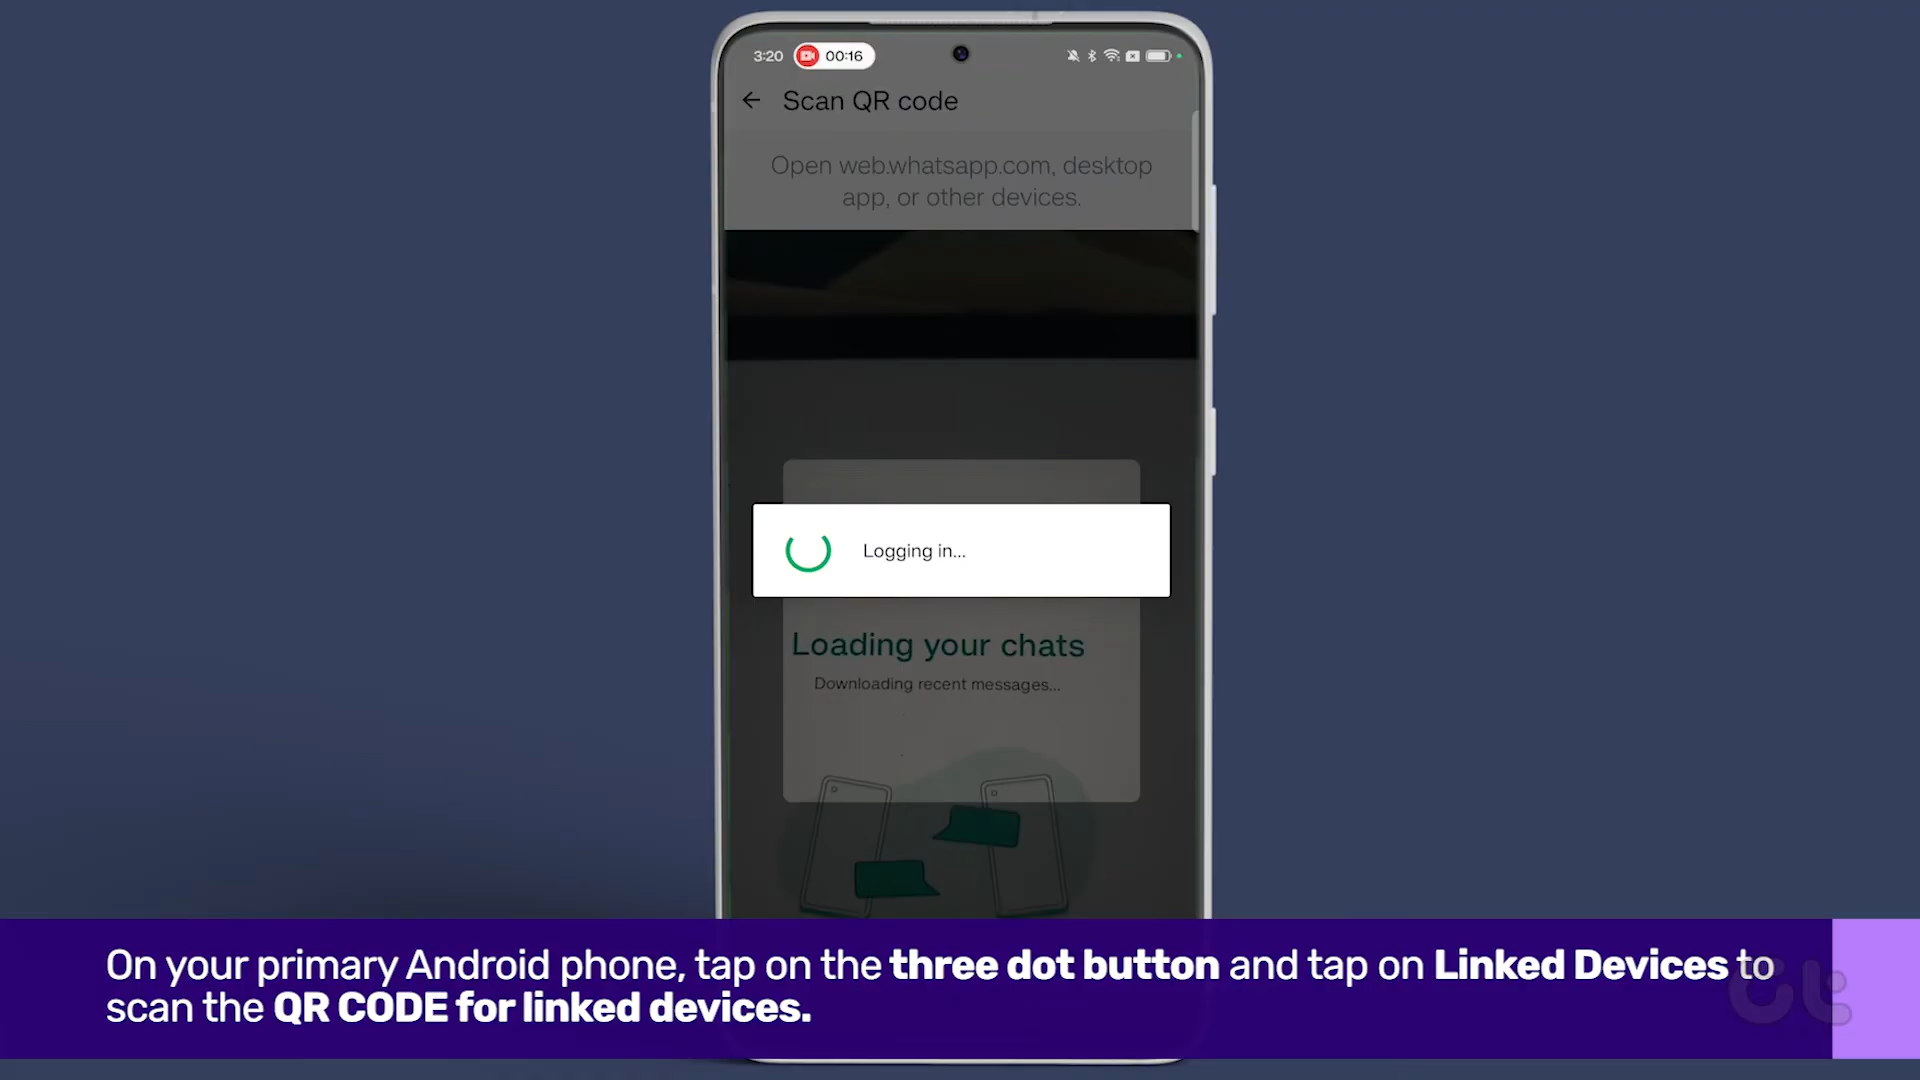 3:20 00:16
Scan QR code
Open web.whatsapp.com, desktop
app, or other devices.
Logging in...
Loading your chats
Downloading recent messages...
On your primary Android phone, tap on the three dot button and tap on Linked Devices to
scan the QR CODE for linked devices.